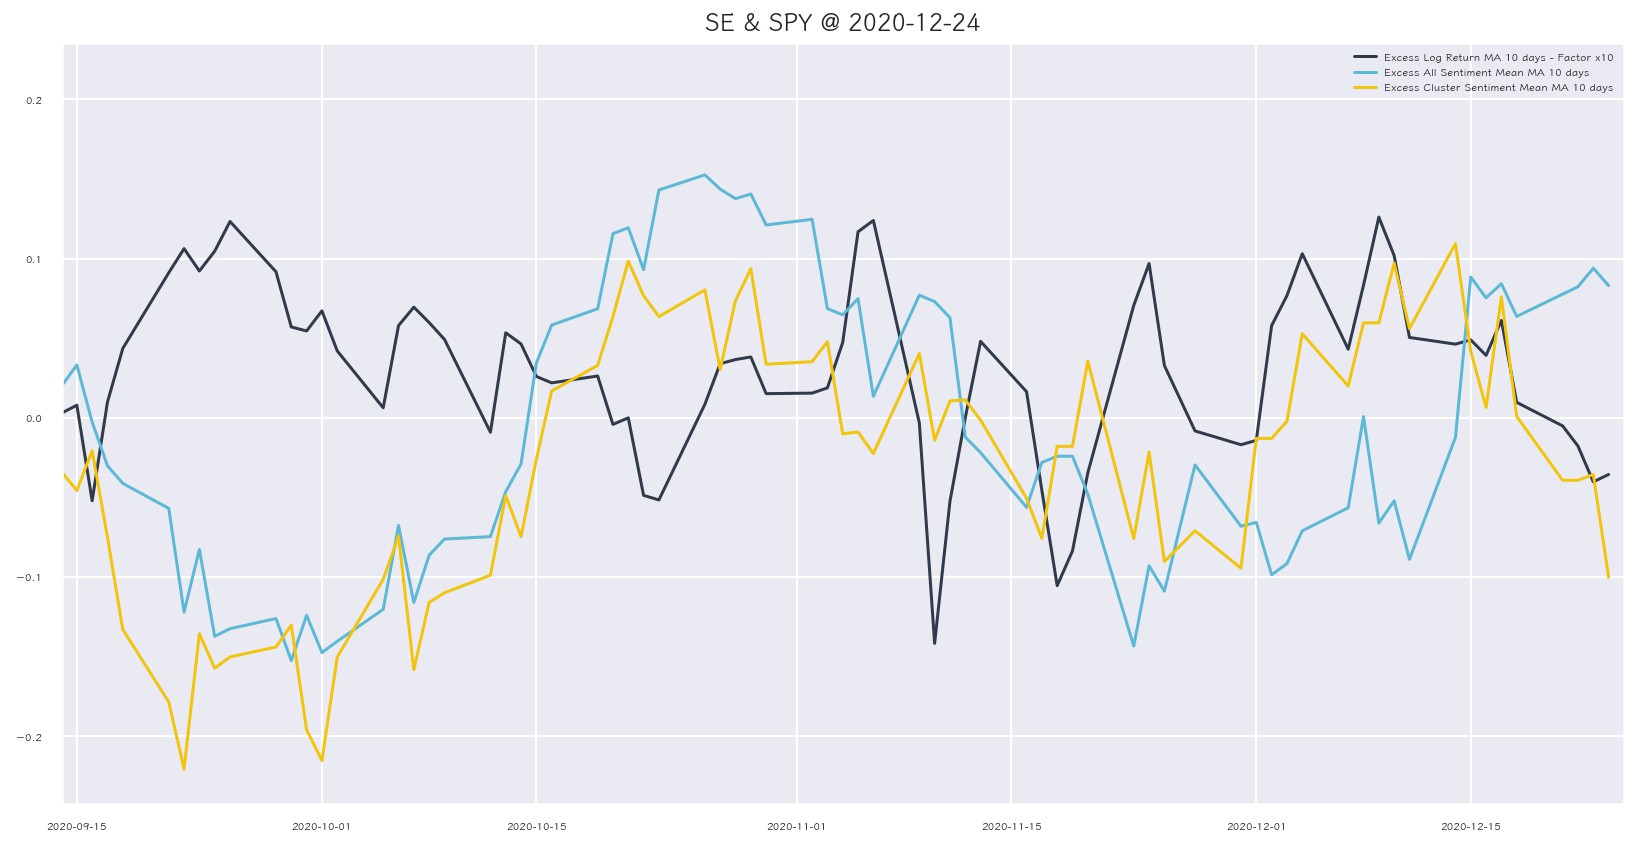 SE & SPY @ 2020-12-24
Excess Log Return MA 10 days - Factor x10
Excess All Sentiment Mean MA 10 days
Excess Cluster Sentiment Mean MA 10 days
0.2
0.1
0.0
−0.1
−0.2
2020-09-15 2020-10-01 2020-10-15 2020-11-01 2020-11-15 2020-12-01 2020-12-15